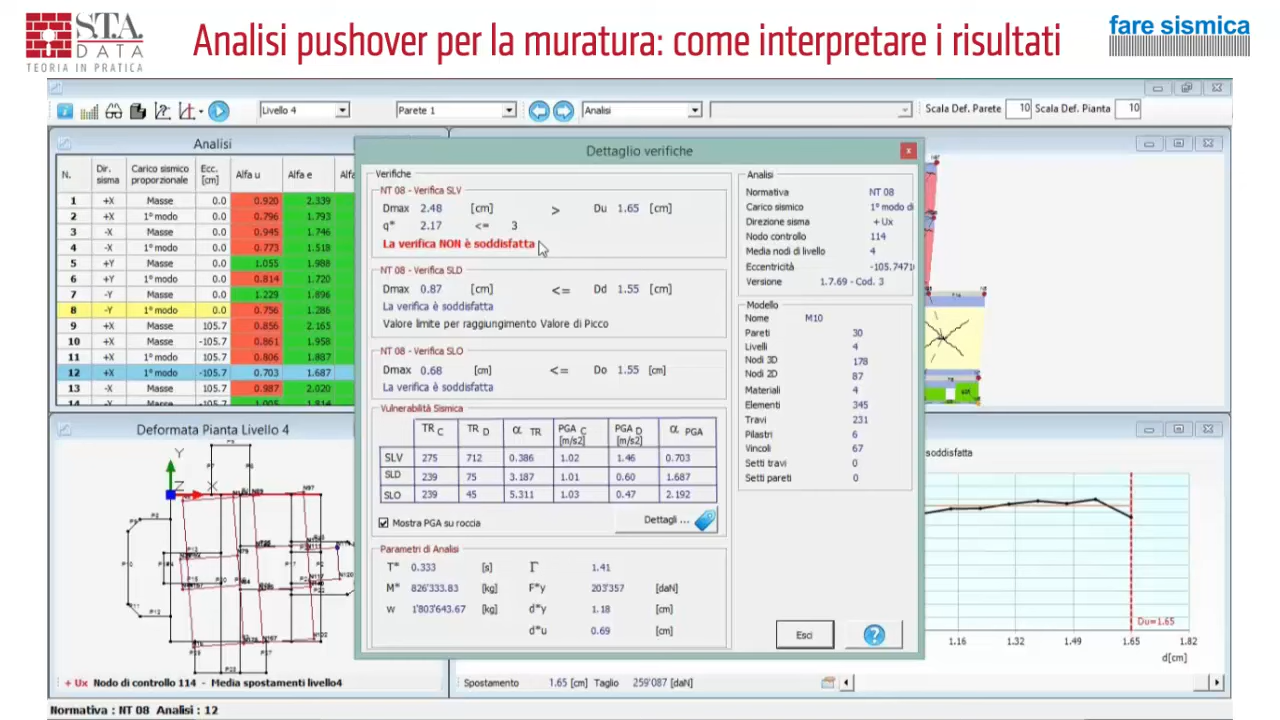 S.T.A. DATA
TEORIA IN PRATICA
Analisi pushover per la muratura: come interpretare i risultati
fare sismica
Livello 4
Parete 1
Analisi
Scala Def. Parete 10 Scala Def. Pianta 10
Analisi
N. Dir. sisma Carico sismico proporzionale Ecc. [cm] Alfa u Alfa e Alf
1 +X Masse 0.0 0.920 2.339
2 +X 1° modo 0.0 0.796 1.793
3 -X Masse 0.0 0.945 1.746
4 -X 1° modo 0.0 0.773 1.518
5 +Y Masse 0.0 1.055 1.988
6 +Y 1° modo 0.0 0.814 1.720
7 -Y Masse 0.0 1.229 1.896
8 -Y 1° modo 0.0 0.756 1.286
9 +X Masse 105.7 0.856 2.165
10 +X Masse -105.7 0.861 1.958
11 +X 1° modo 105.7 0.806 1.887
12 +X 1° modo -105.7 0.703 1.687
13 -X Masse 105.7 0.987 2.020
14 -X Masse -105.7 1.005 1.814
Dettaglio verifiche
Verifiche
NT 08 - Verifica SLV
Dmax 2.48 [cm] > Du 1.65 [cm]
q* 2.17 <= 3
La verifica NON è soddisfatta
NT 08 - Verifica SLD
Dmax 0.87 [cm] <= Dd 1.55 [cm]
La verifica è soddisfatta
Valore limite per raggiungimento Valore di Picco
NT 08 - Verifica SLO
Dmax 0.68 [cm] <= Do 1.55 [cm]
La verifica è soddisfatta
Vulnerabilità Sismica
TR C TR D α TR PGA C [m/s2] PGA D [m/s2] α PGA
SLV 275 712 0.386 1.02 1.46 0.703
SLD 239 75 3.187 1.01 0.60 1.687
SLO 239 45 5.311 1.03 0.47 2.192
Mostra PGA su roccia
Dettagli ...
Parametri di Analisi
T* 0.333 [s] Γ 1.41
M* 826'333.83 [kg] F*y 203'357 [daN]
w 1'803'643.67 [kg] d*y 1.18 [cm]
d*u 0.69 [cm]
Analisi
Normativa NT 08
Carico sismico 1° modo di
Direzione sisma +Ux
Nodo controllo 114
Media nodi di livello 4
Eccentricità -105.7471
Versione 1.7.69 - Cod. 3
Modello
Nome M10
Pareti 30
Livelli 4
Nodi 3D 178
Nodi 2D 87
Materiali 4
Elementi 345
Travi 231
Pilastri 6
Vincoli 67
Setti travi 0
Setti pareti 0
Esci
Deformata Pianta Livello 4
Y
X
Z
+ Ux Nodo di controllo 114 - Media spostamenti livello4
soddisfatta
Du=1.65
1.16 1.32 1.49 1.65 1.82
d[cm]
Spostamento 1.65 [cm] Taglio 259'087 [daN]
Normativa : NT 08 Analisi : 12